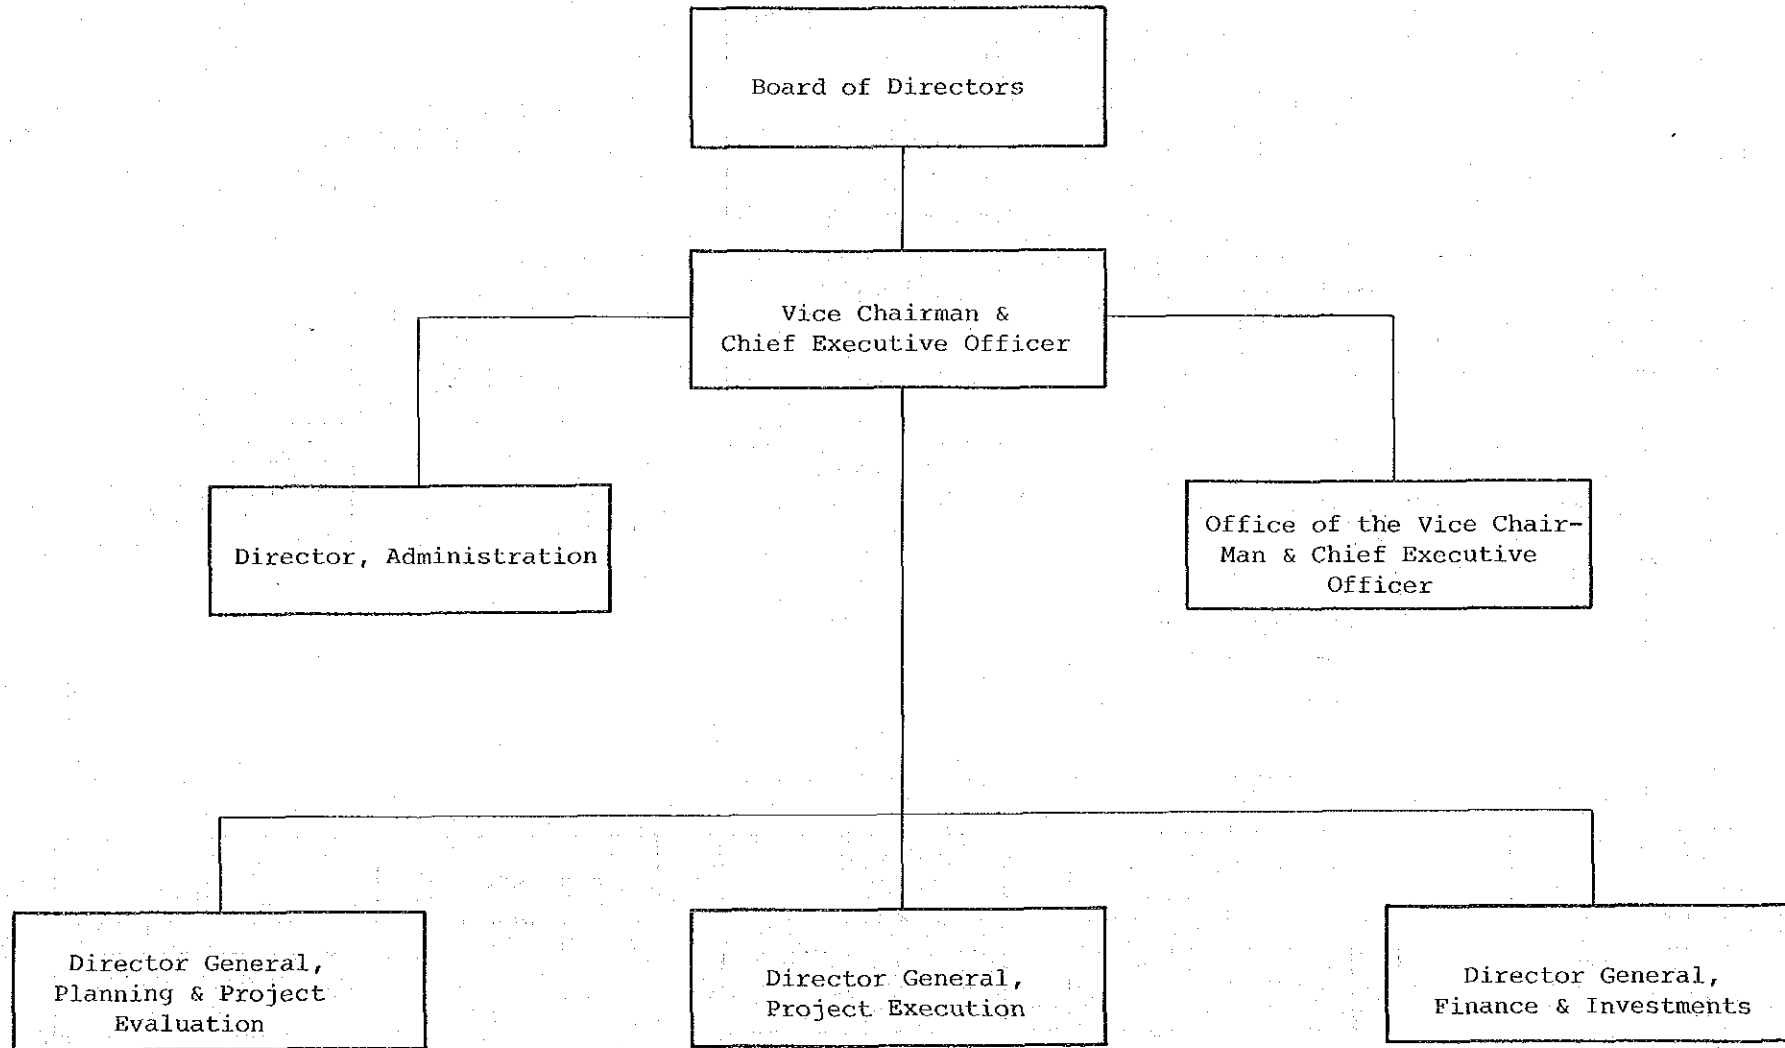 Board of Directors
Vice Chairman &
Chief Executive Officer
Director, Administration
Office of the Vice Chair-
Man & Chief Executive
Officer
Director General,
Planning & Project
Evaluation
Director General,
Project Execution
Director General,
Finance & Investments